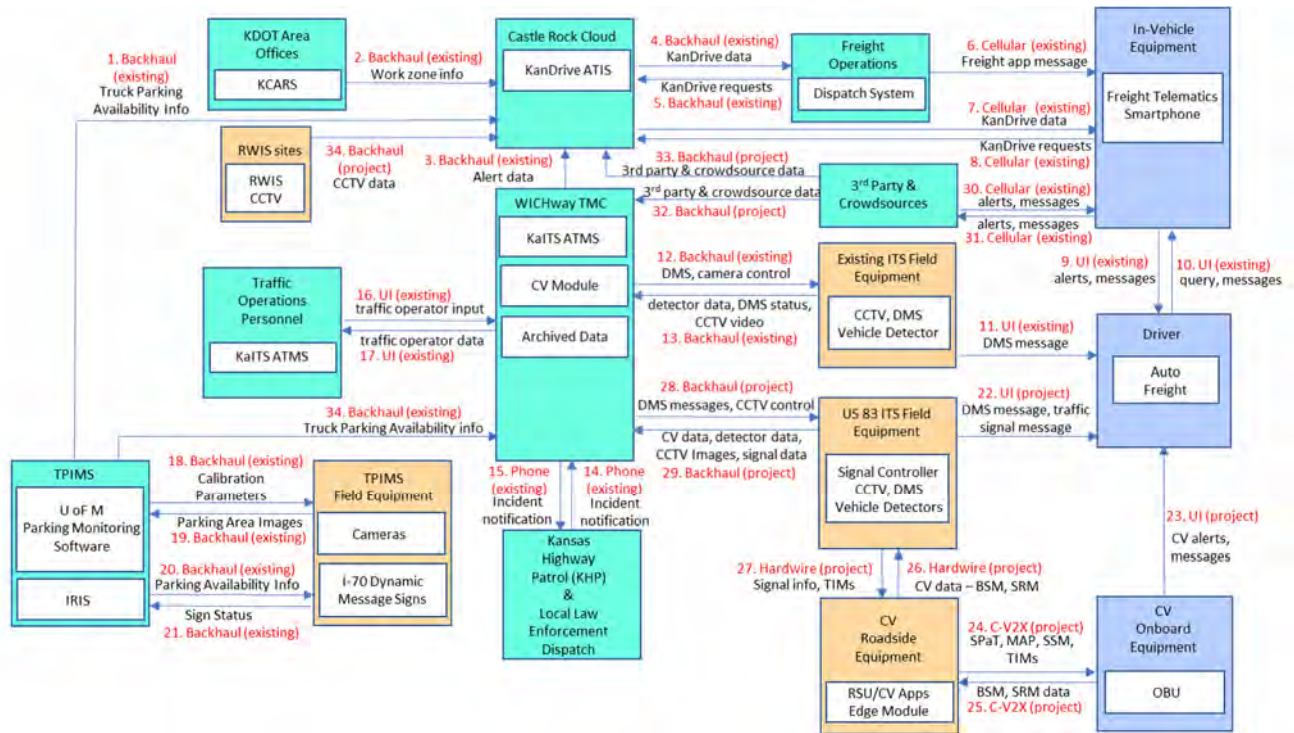 KDOT Area
Offices
KCARS
1. Backhaul
(existing)
Truck Parking
Availability Info
2. Backhaul (existing)
Work zone info
Castle Rock Cloud
KanDrive ATIS
4. Backhaul (existing)
KanDrive data
KanDrive requests
5. Backhaul (existing)
Freight
Operations
Dispatch System
6. Cellular (existing)
Freight app message
In-Vehicle
Equipment
Freight Telematics
Smartphone
7. Cellular (existing)
KanDrive data
KanDrive requests
8. Cellular (existing)
RWIS sites
RWIS
CCTV
34. Backhaul
(project)
CCTV data
3. Backhaul (existing)
Alert data
33. Backhaul (project)
3rd party & crowdsource data
3rd party & crowdsource data
32. Backhaul (project)
3rd Party &
Crowdsources
30. Cellular (existing)
alerts, messages
alerts, messages
31. Cellular (existing)
WICHway TMC
KaITS ATMS
CV Module
Archived Data
Traffic
Operations
Personnel
KaITS ATMS
16. UI (existing)
traffic operator input
traffic operator data
17. UI (existing)
12. Backhaul (existing)
DMS, camera control
detector data, DMS status,
CCTV video
13. Backhaul (existing)
Existing ITS Field
Equipment
CCTV, DMS
Vehicle Detector
9. UI (existing)
alerts, messages
10. UI (existing)
query, messages
11. UI (existing)
DMS message
Driver
Auto
Freight
34. Backhaul (existing)
Truck Parking Availability info
28. Backhaul (project)
DMS messages, CCTV control
CV data, detector data,
CCTV Images, signal data
29. Backhaul (project)
US 83 ITS Field
Equipment
Signal Controller
CCTV, DMS
Vehicle Detectors
22. UI (project)
DMS message, traffic
signal message
TPIMS
U oF M
Parking Monitoring
Software
IRIS
18. Backhaul (existing)
Calibration
Parameters
Parking Area Images
19. Backhaul (existing)
20. Backhaul (existing)
Parking Availability Info
Sign Status
21. Backhaul (existing)
TPIMS
Field Equipment
Cameras
I-70 Dynamic
Message Signs
15. Phone
(existing)
Incident
notification
14. Phone
(existing)
Incident
notification
Kansas
Highway
Patrol (KHP)
&
Local Law
Enforcement
Dispatch
23. UI (project)
CV alerts,
messages
27. Hardwire (project)
Signal info, TIMs
26. Hardwire (project)
CV data – BSM, SRM
CV
Roadside
Equipment
RSU/CV Apps
Edge Module
24. C-V2X (project)
SPaT, MAP, SSM,
TIMs
BSM, SRM data
25. C-V2X (project)
CV
Onboard
Equipment
OBU